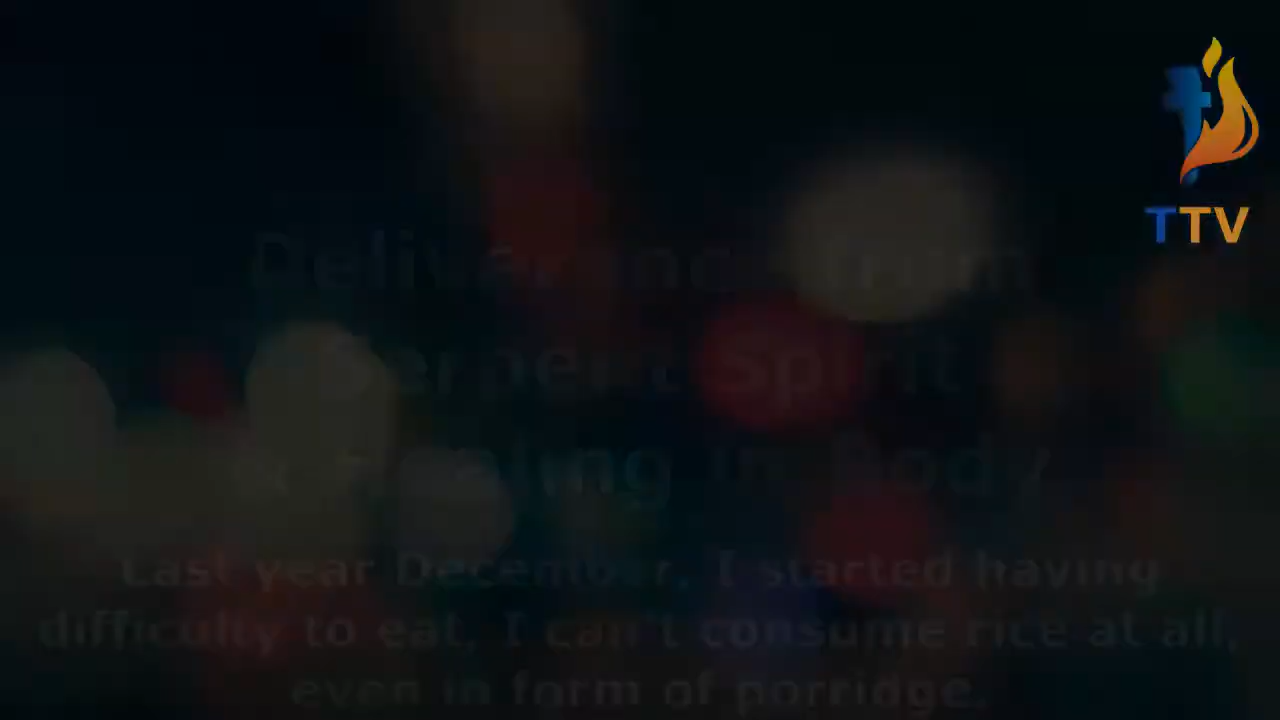 TTV
Deliverance from
Serpent Spirit
& Healing In Body
Last year December, I started having
difficulty to eat, I can't consume rice at all,
even in form of porridge.